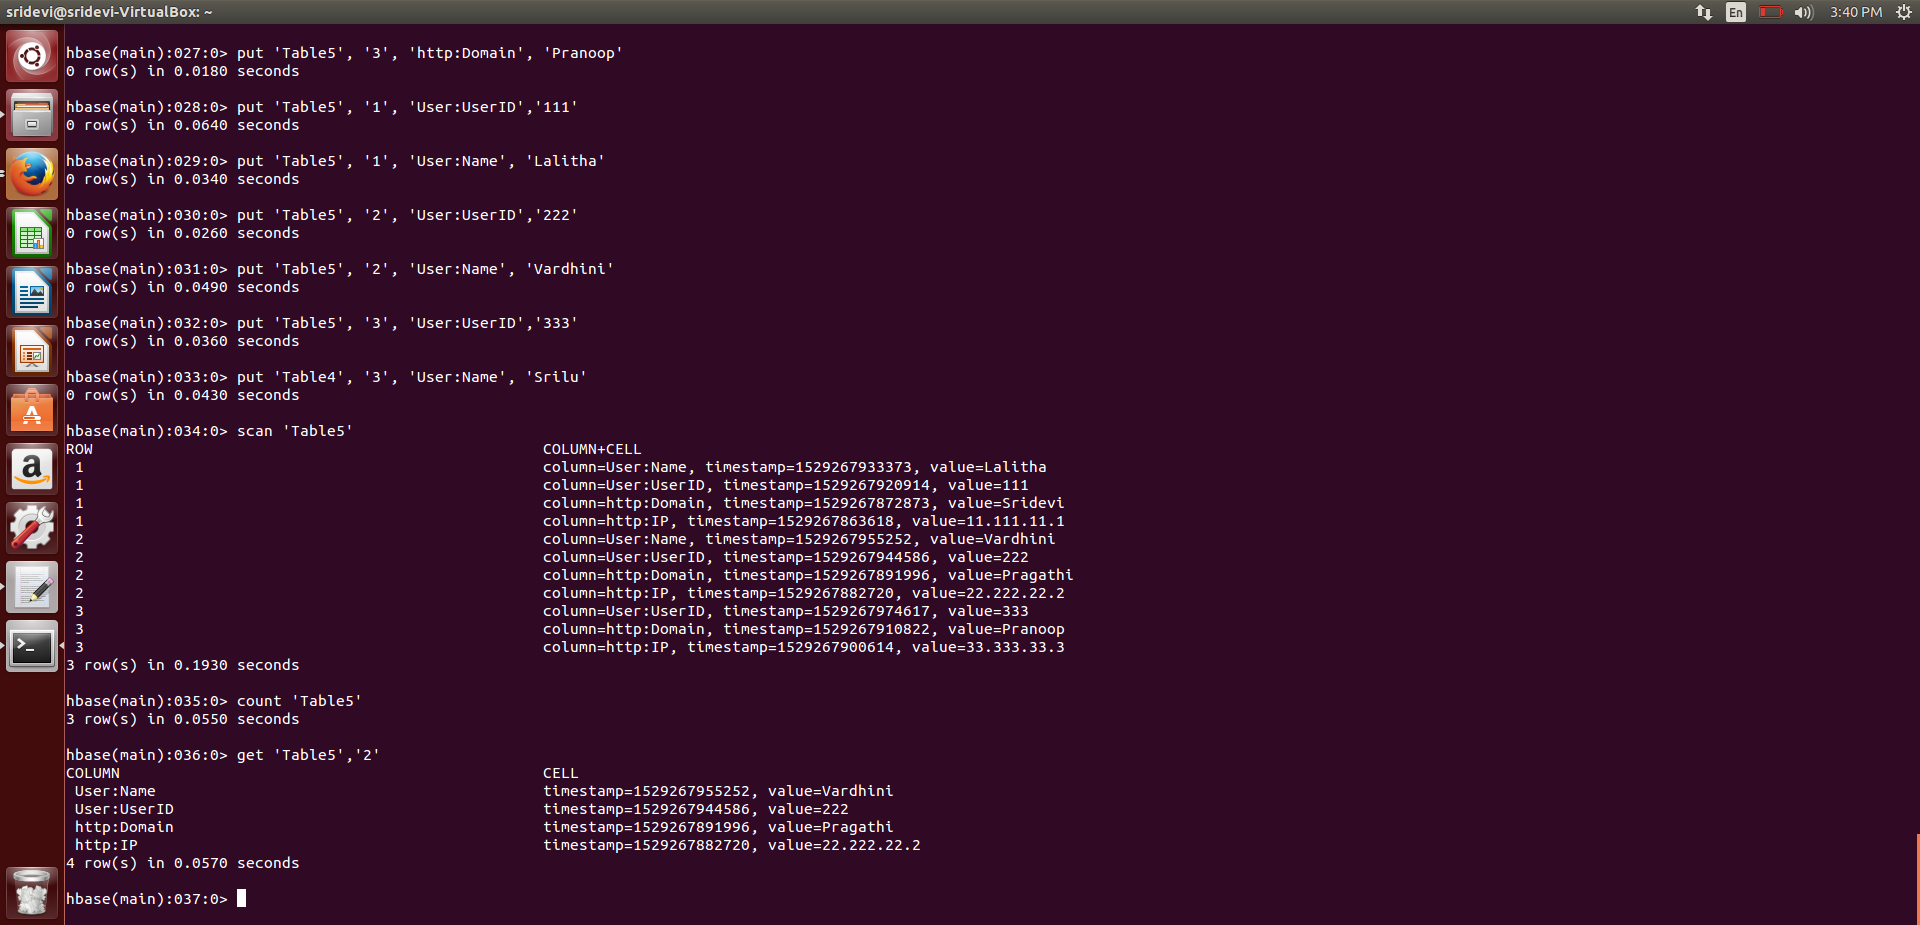 sridevi@sridevi-VirtualBox: ~
En
3:40 PM
hbase(main):027:0> put 'Table5', '3', 'http:Domain', 'Pranoop'
0 row(s) in 0.0180 seconds
hbase(main):028:0> put 'Table5', '1', 'User:UserID','111'
0 row(s) in 0.0640 seconds
hbase(main):029:0> put 'Table5', '1', 'User:Name', 'Lalitha'
0 row(s) in 0.0340 seconds
hbase(main):030:0> put 'Table5', '2', 'User:UserID','222'
0 row(s) in 0.0260 seconds
hbase(main):031:0> put 'Table5', '2', 'User:Name', 'Vardhini'
0 row(s) in 0.0490 seconds
hbase(main):032:0> put 'Table5', '3', 'User:UserID','333'
0 row(s) in 0.0360 seconds
hbase(main):033:0> put 'Table4', '3', 'User:Name', 'Srilu'
0 row(s) in 0.0430 seconds
hbase(main):034:0> scan 'Table5'
ROW COLUMN+CELL
1 column=User:Name, timestamp=1529267933373, value=Lalitha
1 column=User:UserID, timestamp=1529267920914, value=111
1 column=http:Domain, timestamp=1529267872873, value=Sridevi
1 column=http:IP, timestamp=1529267863618, value=11.111.11.1
2 column=User:Name, timestamp=1529267955252, value=Vardhini
2 column=User:UserID, timestamp=1529267944586, value=222
2 column=http:Domain, timestamp=1529267891996, value=Pragathi
2 column=http:IP, timestamp=1529267882720, value=22.222.22.2
3 column=User:UserID, timestamp=1529267974617, value=333
3 column=http:Domain, timestamp=1529267910822, value=Pranoop
3 column=http:IP, timestamp=1529267900614, value=33.333.33.3
3 row(s) in 0.1930 seconds
hbase(main):035:0> count 'Table5'
3 row(s) in 0.0550 seconds
hbase(main):036:0> get 'Table5','2'
COLUMN CELL
User:Name timestamp=1529267955252, value=Vardhini
User:UserID timestamp=1529267944586, value=222
http:Domain timestamp=1529267891996, value=Pragathi
http:IP timestamp=1529267882720, value=22.222.22.2
4 row(s) in 0.0570 seconds
hbase(main):037:0>